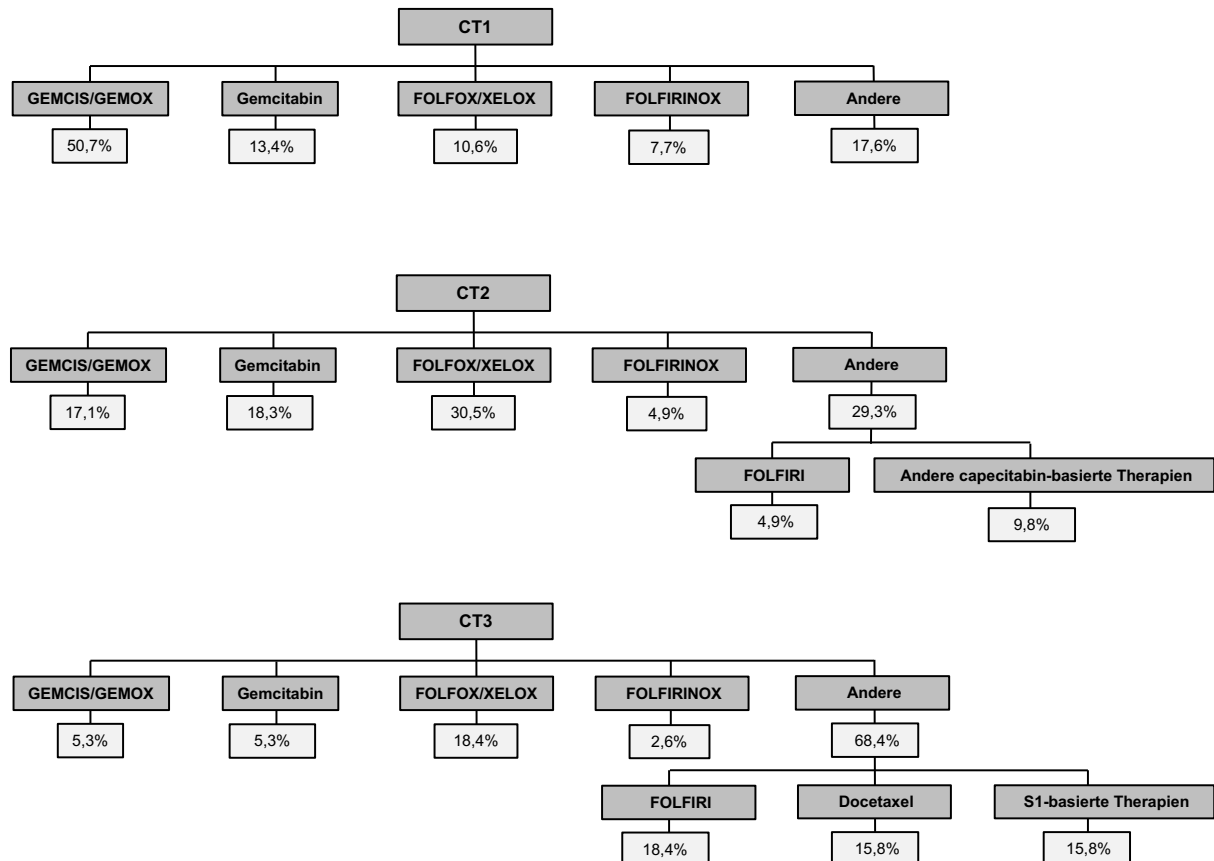 CT1
GEMCIS/GEMOX Gemcitabin FOLFOX/XELOX FOLFIRINOX Andere
50,7% 13,4% 10,6% 7,7% 17,6%
CT2
GEMCIS/GEMOX Gemcitabin FOLFOX/XELOX FOLFIRINOX Andere
17,1% 18,3% 30,5% 4,9% 29,3%
FOLFIRI Andere capecitabin-basierte Therapien
4,9% 9,8%
CT3
GEMCIS/GEMOX Gemcitabin FOLFOX/XELOX FOLFIRINOX Andere
5,3% 5,3% 18,4% 2,6% 68,4%
FOLFIRI Docetaxel S1-basierte Therapien
18,4% 15,8% 15,8%